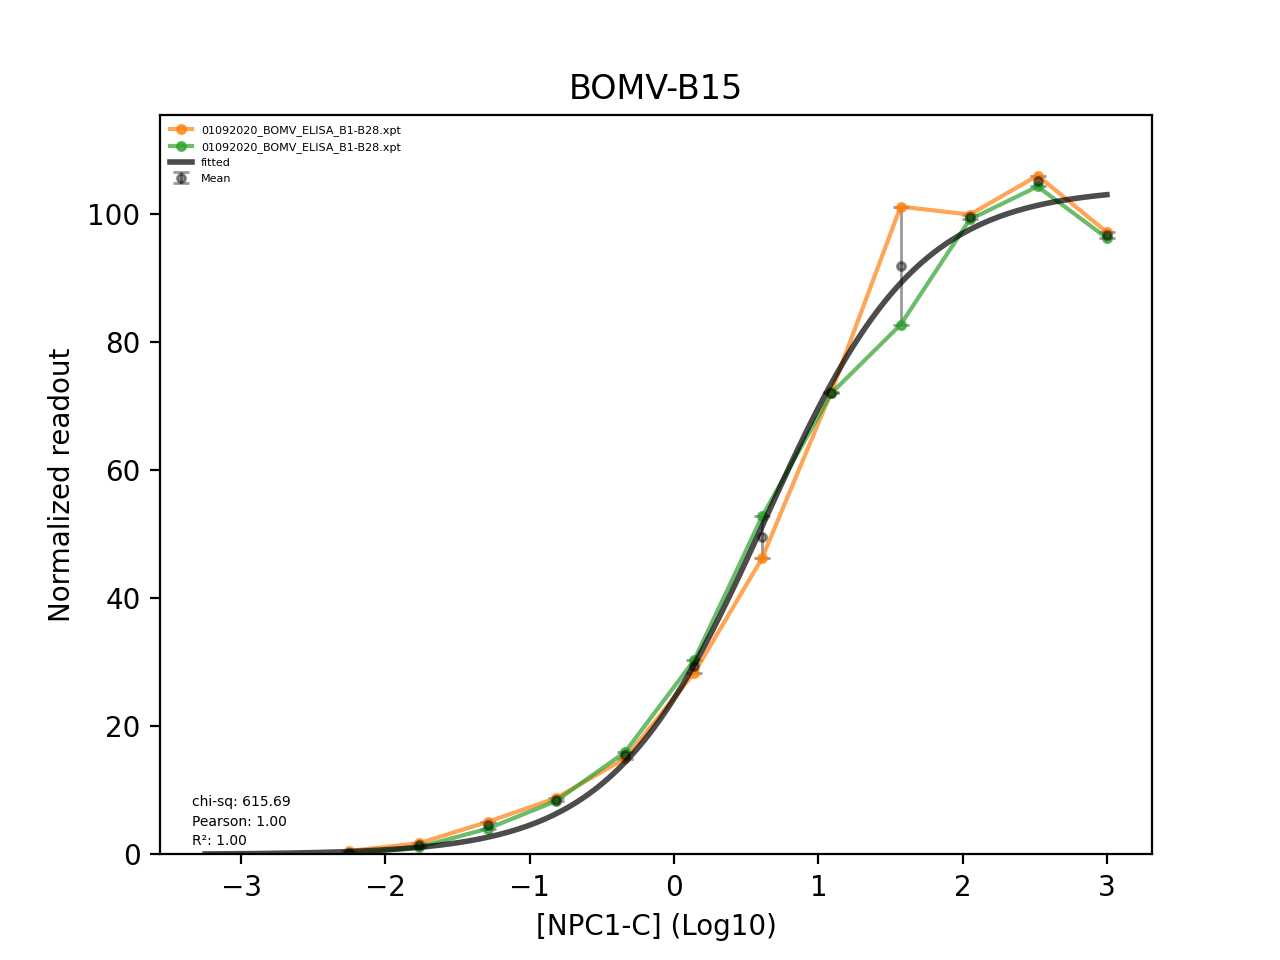 BOMV-B15
01092020_BOMV_ELISA_B1-B28.xpt
01092020_BOMV_ELISA_B1-B28.xpt
fitted
Mean
100
80
60
40
20
0
Normalized readout
chi-sq: 615.69
Pearson: 1.00
R²: 1.00
−3 −2 −1 0 1 2 3
[NPC1-C] (Log10)